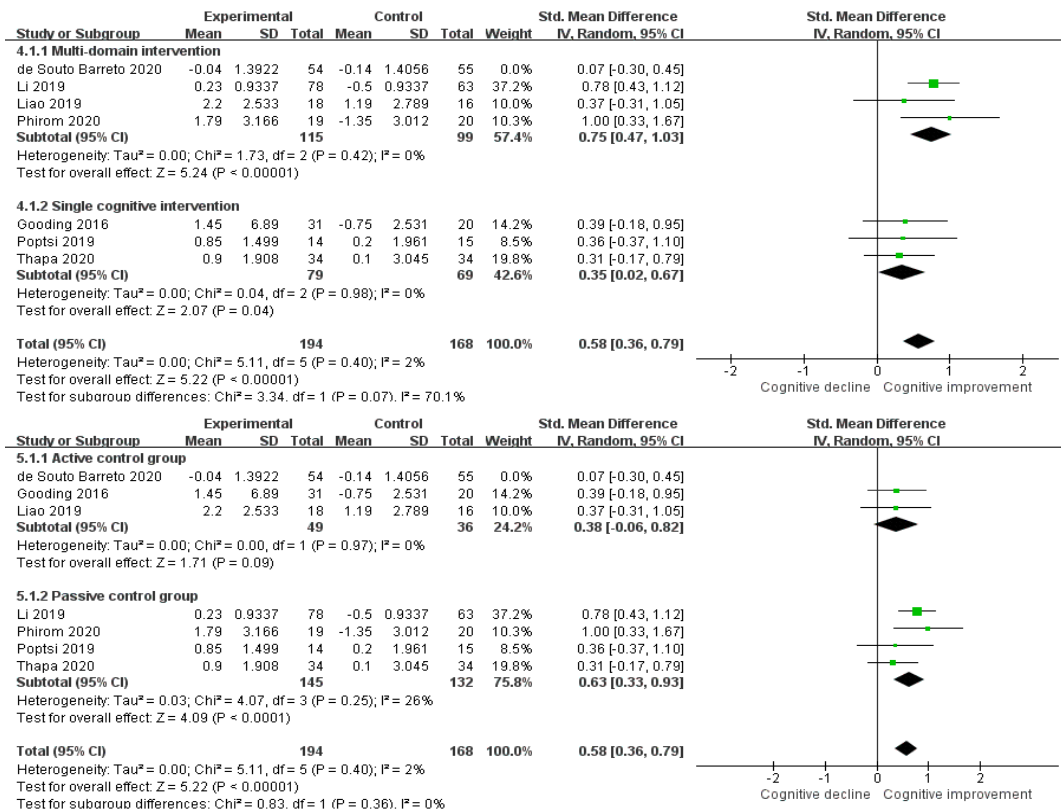 Experimental Control Std. Mean Difference Std. Mean Difference
Study or Subgroup Mean SD Total Mean SD Total Weight IV, Random, 95% CI IV, Random, 95% CI
4.1.1 Multi-domain intervention
de Souto Barreto 2020 -0.04 1.3922 54 -0.14 1.4056 55 0.0% 0.07 [-0.30, 0.45]
Li 2019 0.23 0.9337 78 -0.5 0.9337 63 37.2% 0.78 [0.43, 1.12]
Liao 2019 2.2 2.533 18 1.19 2.789 16 10.0% 0.37 [-0.31, 1.05]
Phirom 2020 1.79 3.166 19 -1.35 3.012 20 10.3% 1.00 [0.33, 1.67]
Subtotal (95% CI) 115 99 57.4% 0.75 [0.47, 1.03]
Heterogeneity: Tau² = 0.00; Chi² = 1.73, df = 2 (P = 0.42); I² = 0%
Test for overall effect: Z = 5.24 (P < 0.00001)
4.1.2 Single cognitive intervention
Gooding 2016 1.45 6.89 31 -0.75 2.531 20 14.2% 0.39 [-0.18, 0.95]
Poptsi 2019 0.85 1.499 14 0.2 1.961 15 8.5% 0.36 [-0.37, 1.10]
Thapa 2020 0.9 1.908 34 0.1 3.045 34 19.8% 0.31 [-0.17, 0.79]
Subtotal (95% CI) 79 69 42.6% 0.35 [0.02, 0.67]
Heterogeneity: Tau² = 0.00; Chi² = 0.04, df = 2 (P = 0.98); I² = 0%
Test for overall effect: Z = 2.07 (P = 0.04)
Total (95% CI) 194 168 100.0% 0.58 [0.36, 0.79]
Heterogeneity: Tau² = 0.00; Chi² = 5.11, df = 5 (P = 0.40); I² = 2%
Test for overall effect: Z = 5.22 (P < 0.00001)
Test for subgroup differences: Chi² = 3.34, df = 1 (P = 0.07), I² = 70.1%
-2 -1 0 1 2
Cognitive decline Cognitive improvement
Experimental Control Std. Mean Difference Std. Mean Difference
Study or Subgroup Mean SD Total Mean SD Total Weight IV, Random, 95% CI IV, Random, 95% CI
5.1.1 Active control group
de Souto Barreto 2020 -0.04 1.3922 54 -0.14 1.4056 55 0.0% 0.07 [-0.30, 0.45]
Gooding 2016 1.45 6.89 31 -0.75 2.531 20 14.2% 0.39 [-0.18, 0.95]
Liao 2019 2.2 2.533 18 1.19 2.789 16 10.0% 0.37 [-0.31, 1.05]
Subtotal (95% CI) 49 36 24.2% 0.38 [-0.06, 0.82]
Heterogeneity: Tau² = 0.00; Chi² = 0.00, df = 1 (P = 0.97); I² = 0%
Test for overall effect: Z = 1.71 (P = 0.09)
5.1.2 Passive control group
Li 2019 0.23 0.9337 78 -0.5 0.9337 63 37.2% 0.78 [0.43, 1.12]
Phirom 2020 1.79 3.166 19 -1.35 3.012 20 10.3% 1.00 [0.33, 1.67]
Poptsi 2019 0.85 1.499 14 0.2 1.961 15 8.5% 0.36 [-0.37, 1.10]
Thapa 2020 0.9 1.908 34 0.1 3.045 34 19.8% 0.31 [-0.17, 0.79]
Subtotal (95% CI) 145 132 75.8% 0.63 [0.33, 0.93]
Heterogeneity: Tau² = 0.03; Chi² = 4.07, df = 3 (P = 0.25); I² = 26%
Test for overall effect: Z = 4.09 (P < 0.0001)
Total (95% CI) 194 168 100.0% 0.58 [0.36, 0.79]
Heterogeneity: Tau² = 0.00; Chi² = 5.11, df = 5 (P = 0.40); I² = 2%
Test for overall effect: Z = 5.22 (P < 0.00001)
Test for subgroup differences: Chi² = 0.83, df = 1 (P = 0.36), I² = 0%
-2 -1 0 1 2
Cognitive decline Cognitive improvement